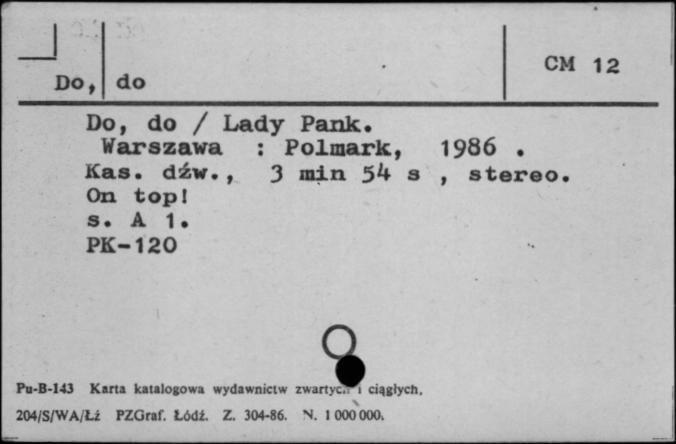 CM 12
Do, do
Do, do / Lady Pank.
Warszawa : Polmark, 1986 .
Kas. dźw., 3 min 54 s , stereo.
On top!
s. A 1.
PK-120
Pu-B-143 Karta katalogowa wydawnictw zwartych i ciągłych.
204/S/WA/Łź PZGraf. Łódź. Z. 304-86. N. 1 000 000.